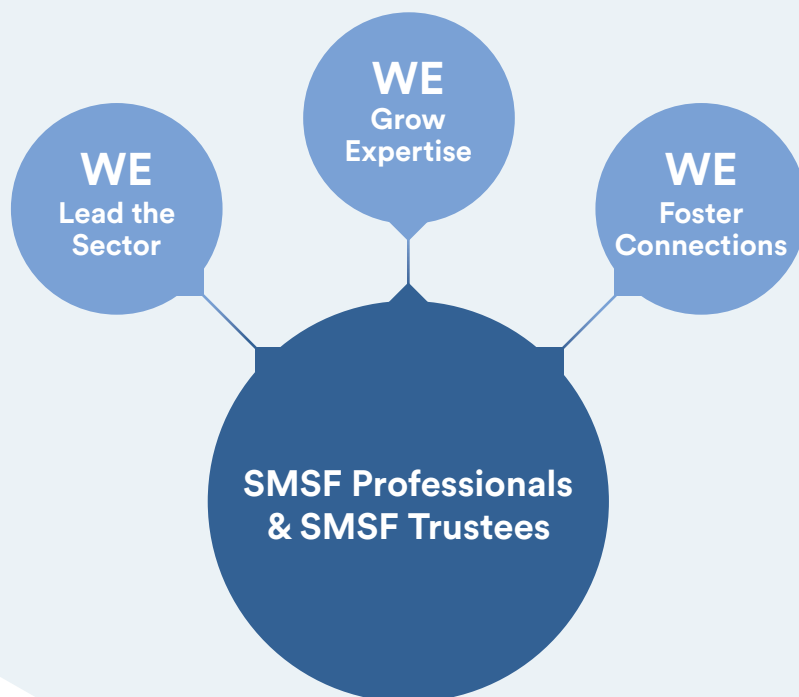 WE
Lead the
Sector
WE
Grow
Expertise
WE
Foster
Connections
SMSF Professionals
& SMSF Trustees